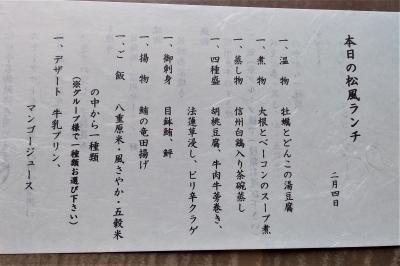 本日の松風ランチ
二月四日
一、温物　牡蠣とどんこの湯豆腐
一、煮物　大根とベーコンのスープ煮
一、蒸し物　信州白鶏入り茶碗蒸し
一、四種盛　胡桃豆腐、牛肉牛蒡巻き、
法蓮草浸し、ピリ辛クラゲ
一、御刺身　目鉢鮪、鮃
一、揚物　鮪の竜田揚げ
一、ご飯　八重原米・風さやか・五穀米
の中から一種類
(※グループ様で一種類お選び下さい)
一、デザート　牛乳プリン、
マンゴージュース